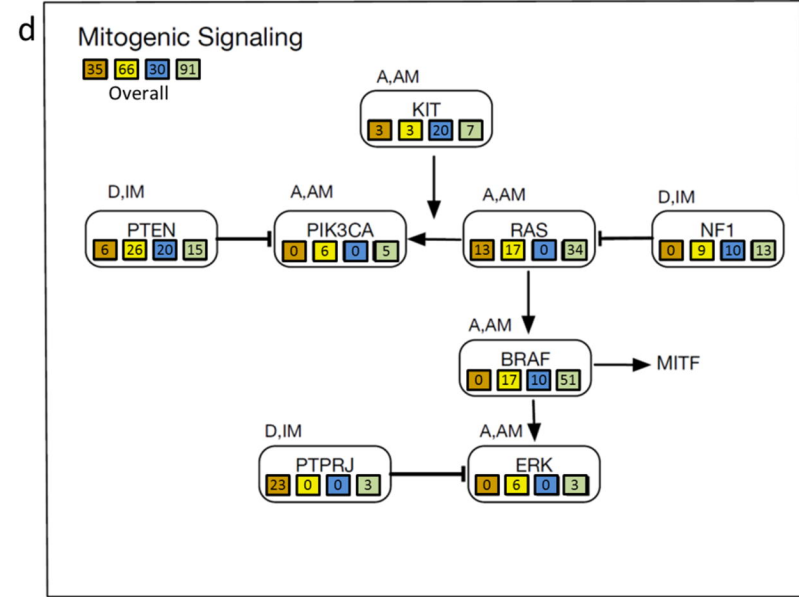 d
Mitogenic Signaling
35 66 30 91
Overall
A,AM
KIT
3 3 20 7
D,IM
PTEN
6 26 20 15
A,AM
PIK3CA
0 6 0 5
A,AM
RAS
13 17 0 34
D,IM
NF1
0 9 10 13
A,AM
BRAF
0 17 10 51
MITF
D,IM
PTPRJ
23 0 0 3
A,AM
ERK
0 6 0 3